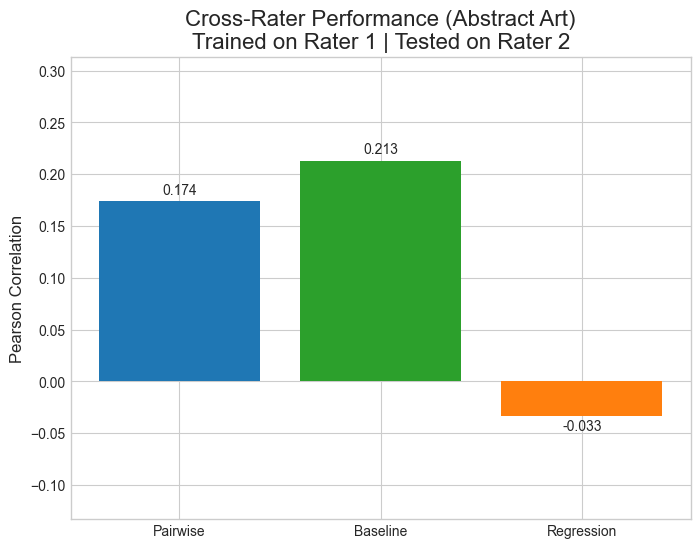 Cross-Rater Performance (Abstract Art)
Trained on Rater 1 | Tested on Rater 2
Pearson Correlation
0.30
0.25
0.20
0.15
0.10
0.05
0.00
−0.05
−0.10
0.174
0.213
-0.033
Pairwise
Baseline
Regression